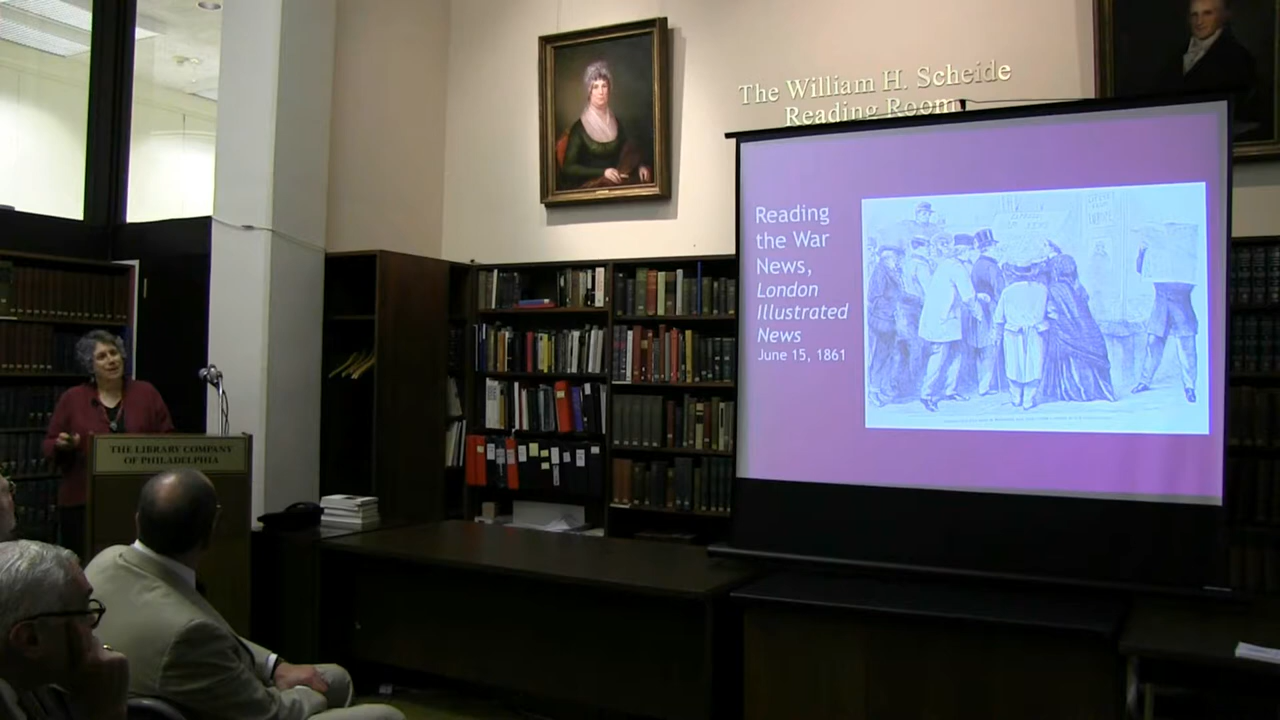 The William H. Scheide
Reading Room
Reading
the War
News,
London
Illustrated
News
June 15, 1861
THE LIBRARY COMPANY
OF PHILADELPHIA